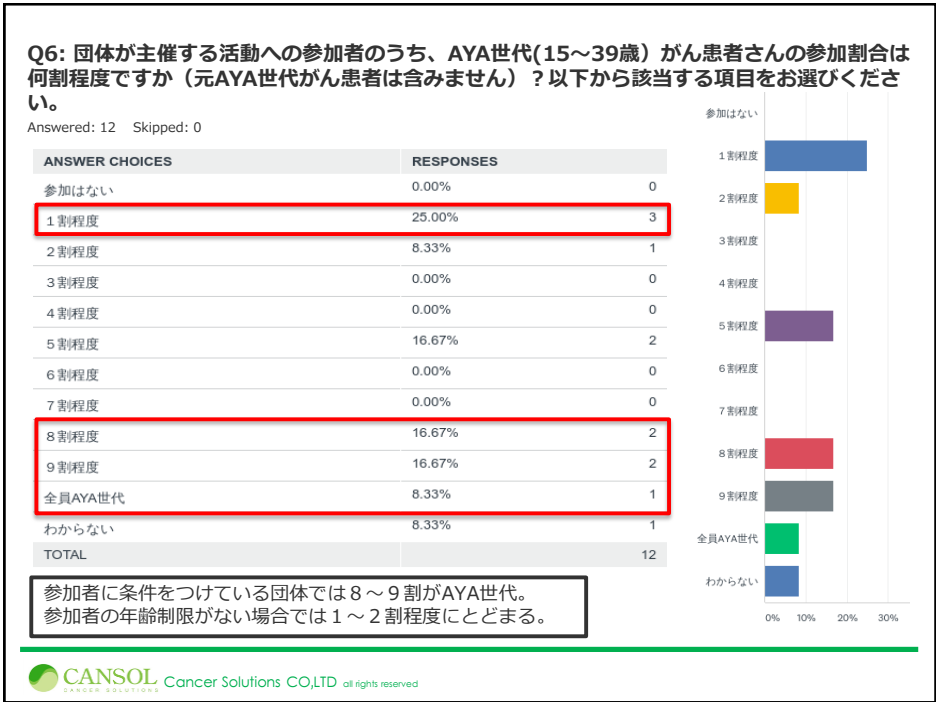 Q6: 団体が主催する活動への参加者のうち、AYA世代(15～39歳）がん患者さんの参加割合は
何割程度ですか（元AYA世代がん患者は含みません）？以下から該当する項目をお選びくださ
い。
Answered: 12 Skipped: 0
ANSWER CHOICES RESPONSES
参加はない 0.00% 0
１割程度 25.00% 3
２割程度 8.33% 1
３割程度 0.00% 0
４割程度 0.00% 0
５割程度 16.67% 2
６割程度 0.00% 0
７割程度 0.00% 0
８割程度 16.67% 2
９割程度 16.67% 2
全員AYA世代 8.33% 1
わからない 8.33% 1
TOTAL 12
参加はない
１割程度
２割程度
３割程度
４割程度
５割程度
６割程度
７割程度
８割程度
９割程度
全員AYA世代
わからない
0% 10% 20% 30%
参加者に条件をつけている団体では８～９割がAYA世代。
参加者の年齢制限がない場合では１～２割程度にとどまる。
CANSOL Cancer Solutions CO,LTD all rights reserved
CANCER SOLUTIONS